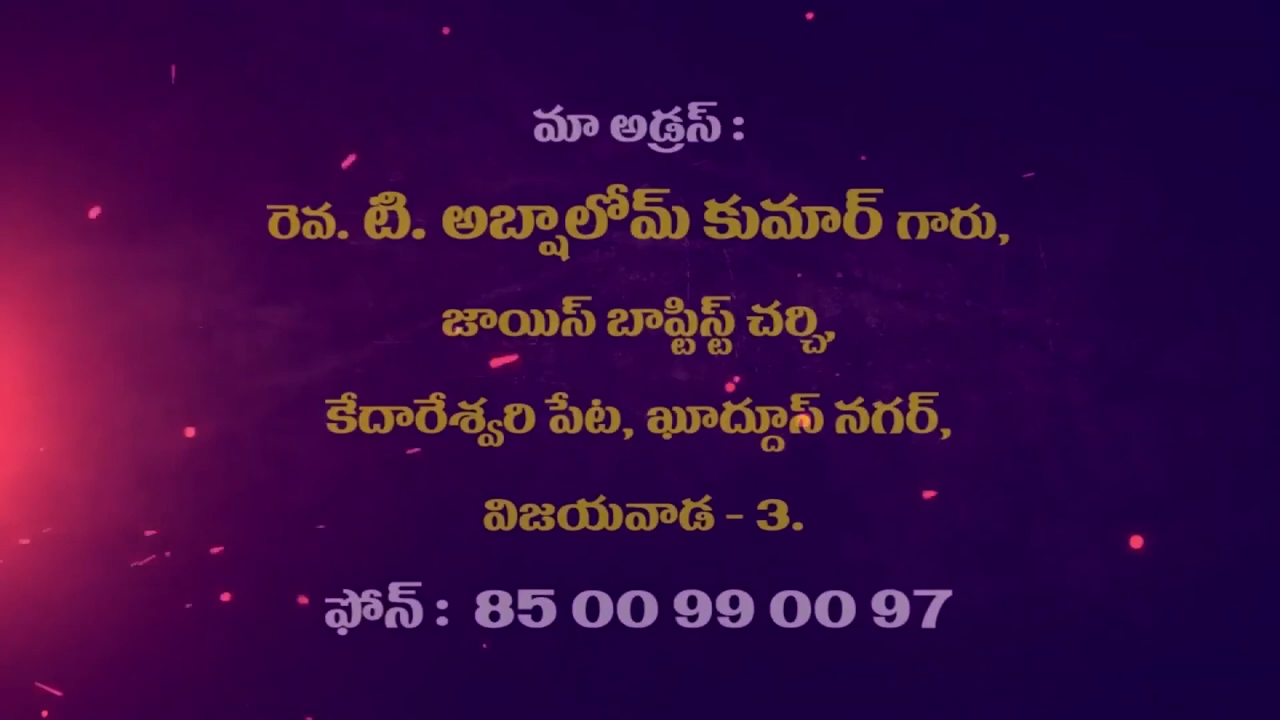 మా అడ్రస్ :
రెవ. టి. అబ్షాలోమ్ కుమార్ గారు,
జాయిస్ బాప్టిస్ట్ చర్చి,
కేదారేశ్వరి పేట, ఖూద్దూస్ నగర్,
విజయవాడ - 3.
ఫోన్ : 85 00 99 00 97